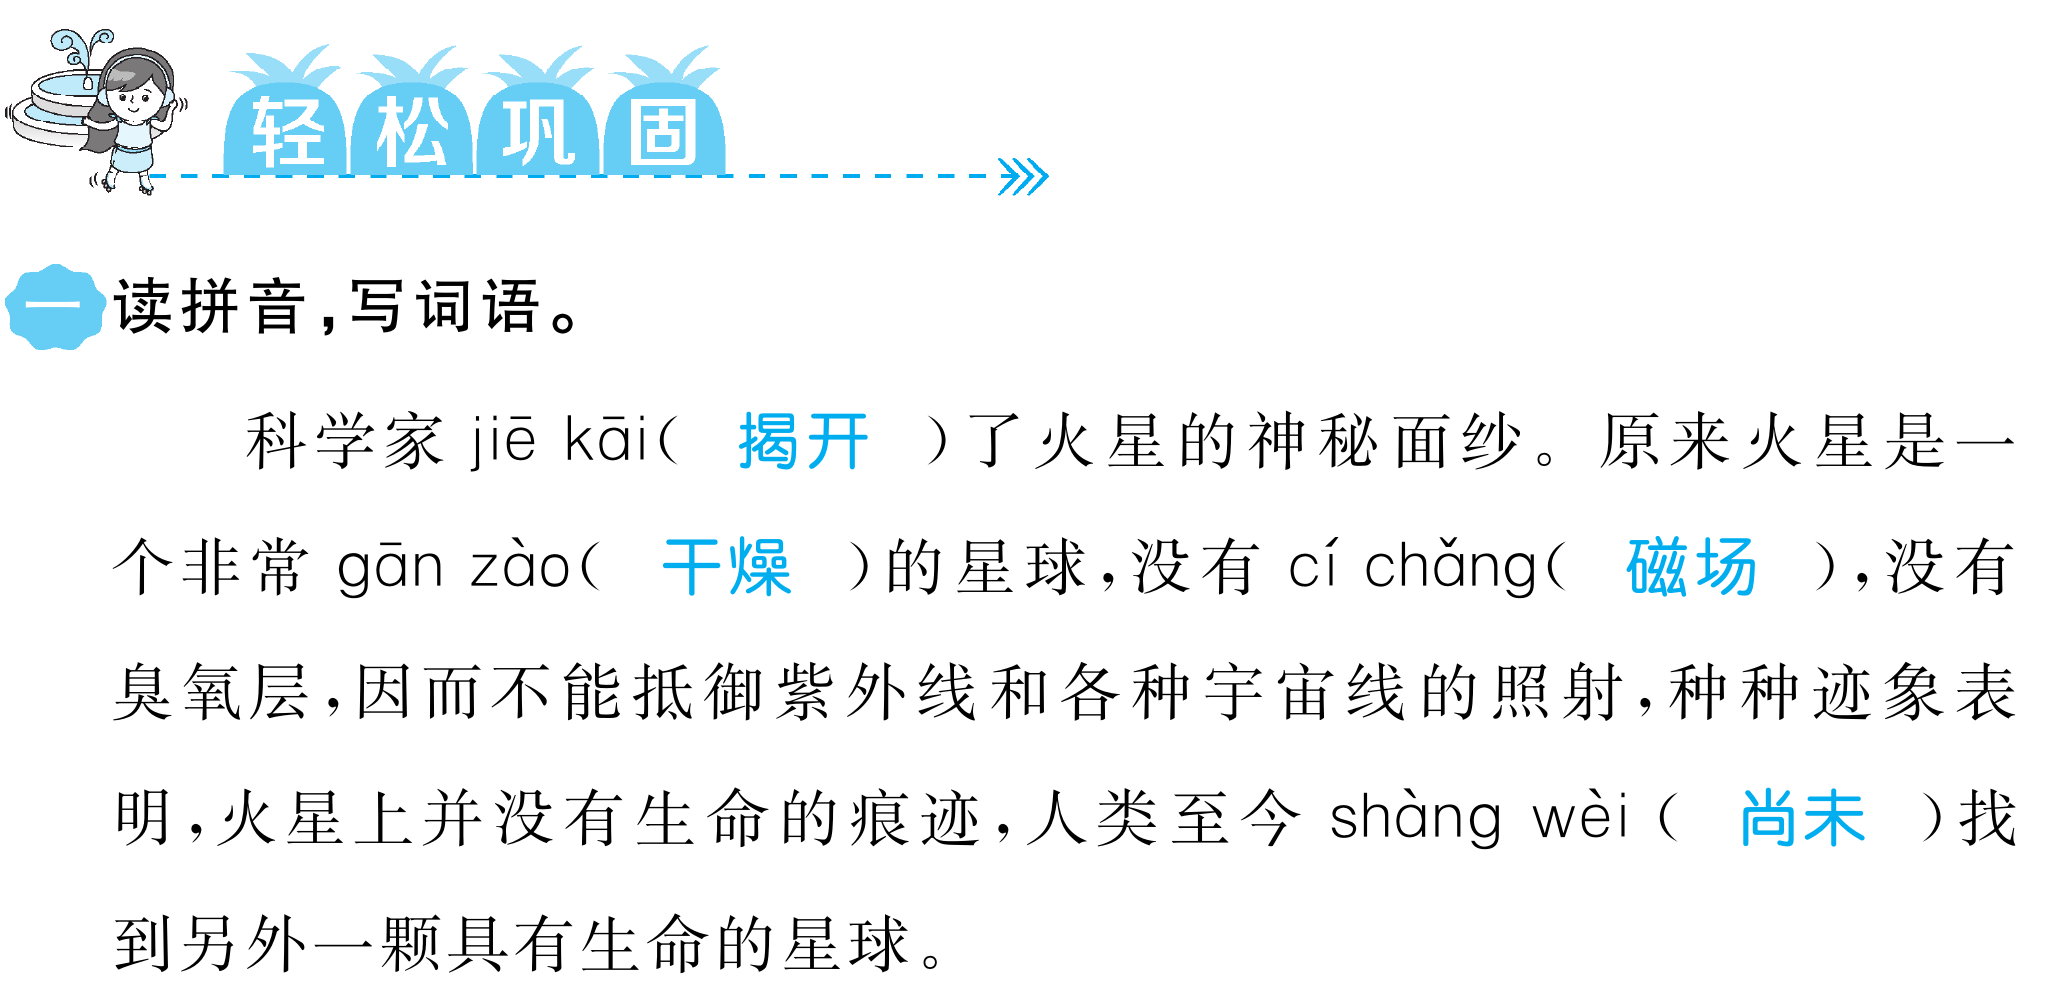 轻松巩固
一 读拼音,写词语。
科学家 jiē kāi( 揭开 )了火星的神秘面纱。原来火星是一
个非常 gān zào( 干燥 )的星球,没有 cí chǎng( 磁场 ),没有
臭氧层,因而不能抵御紫外线和各种宇宙线的照射,种种迹象表
明,火星上并没有生命的痕迹,人类至今 shàng wèi ( 尚未 )找
到另外一颗具有生命的星球。